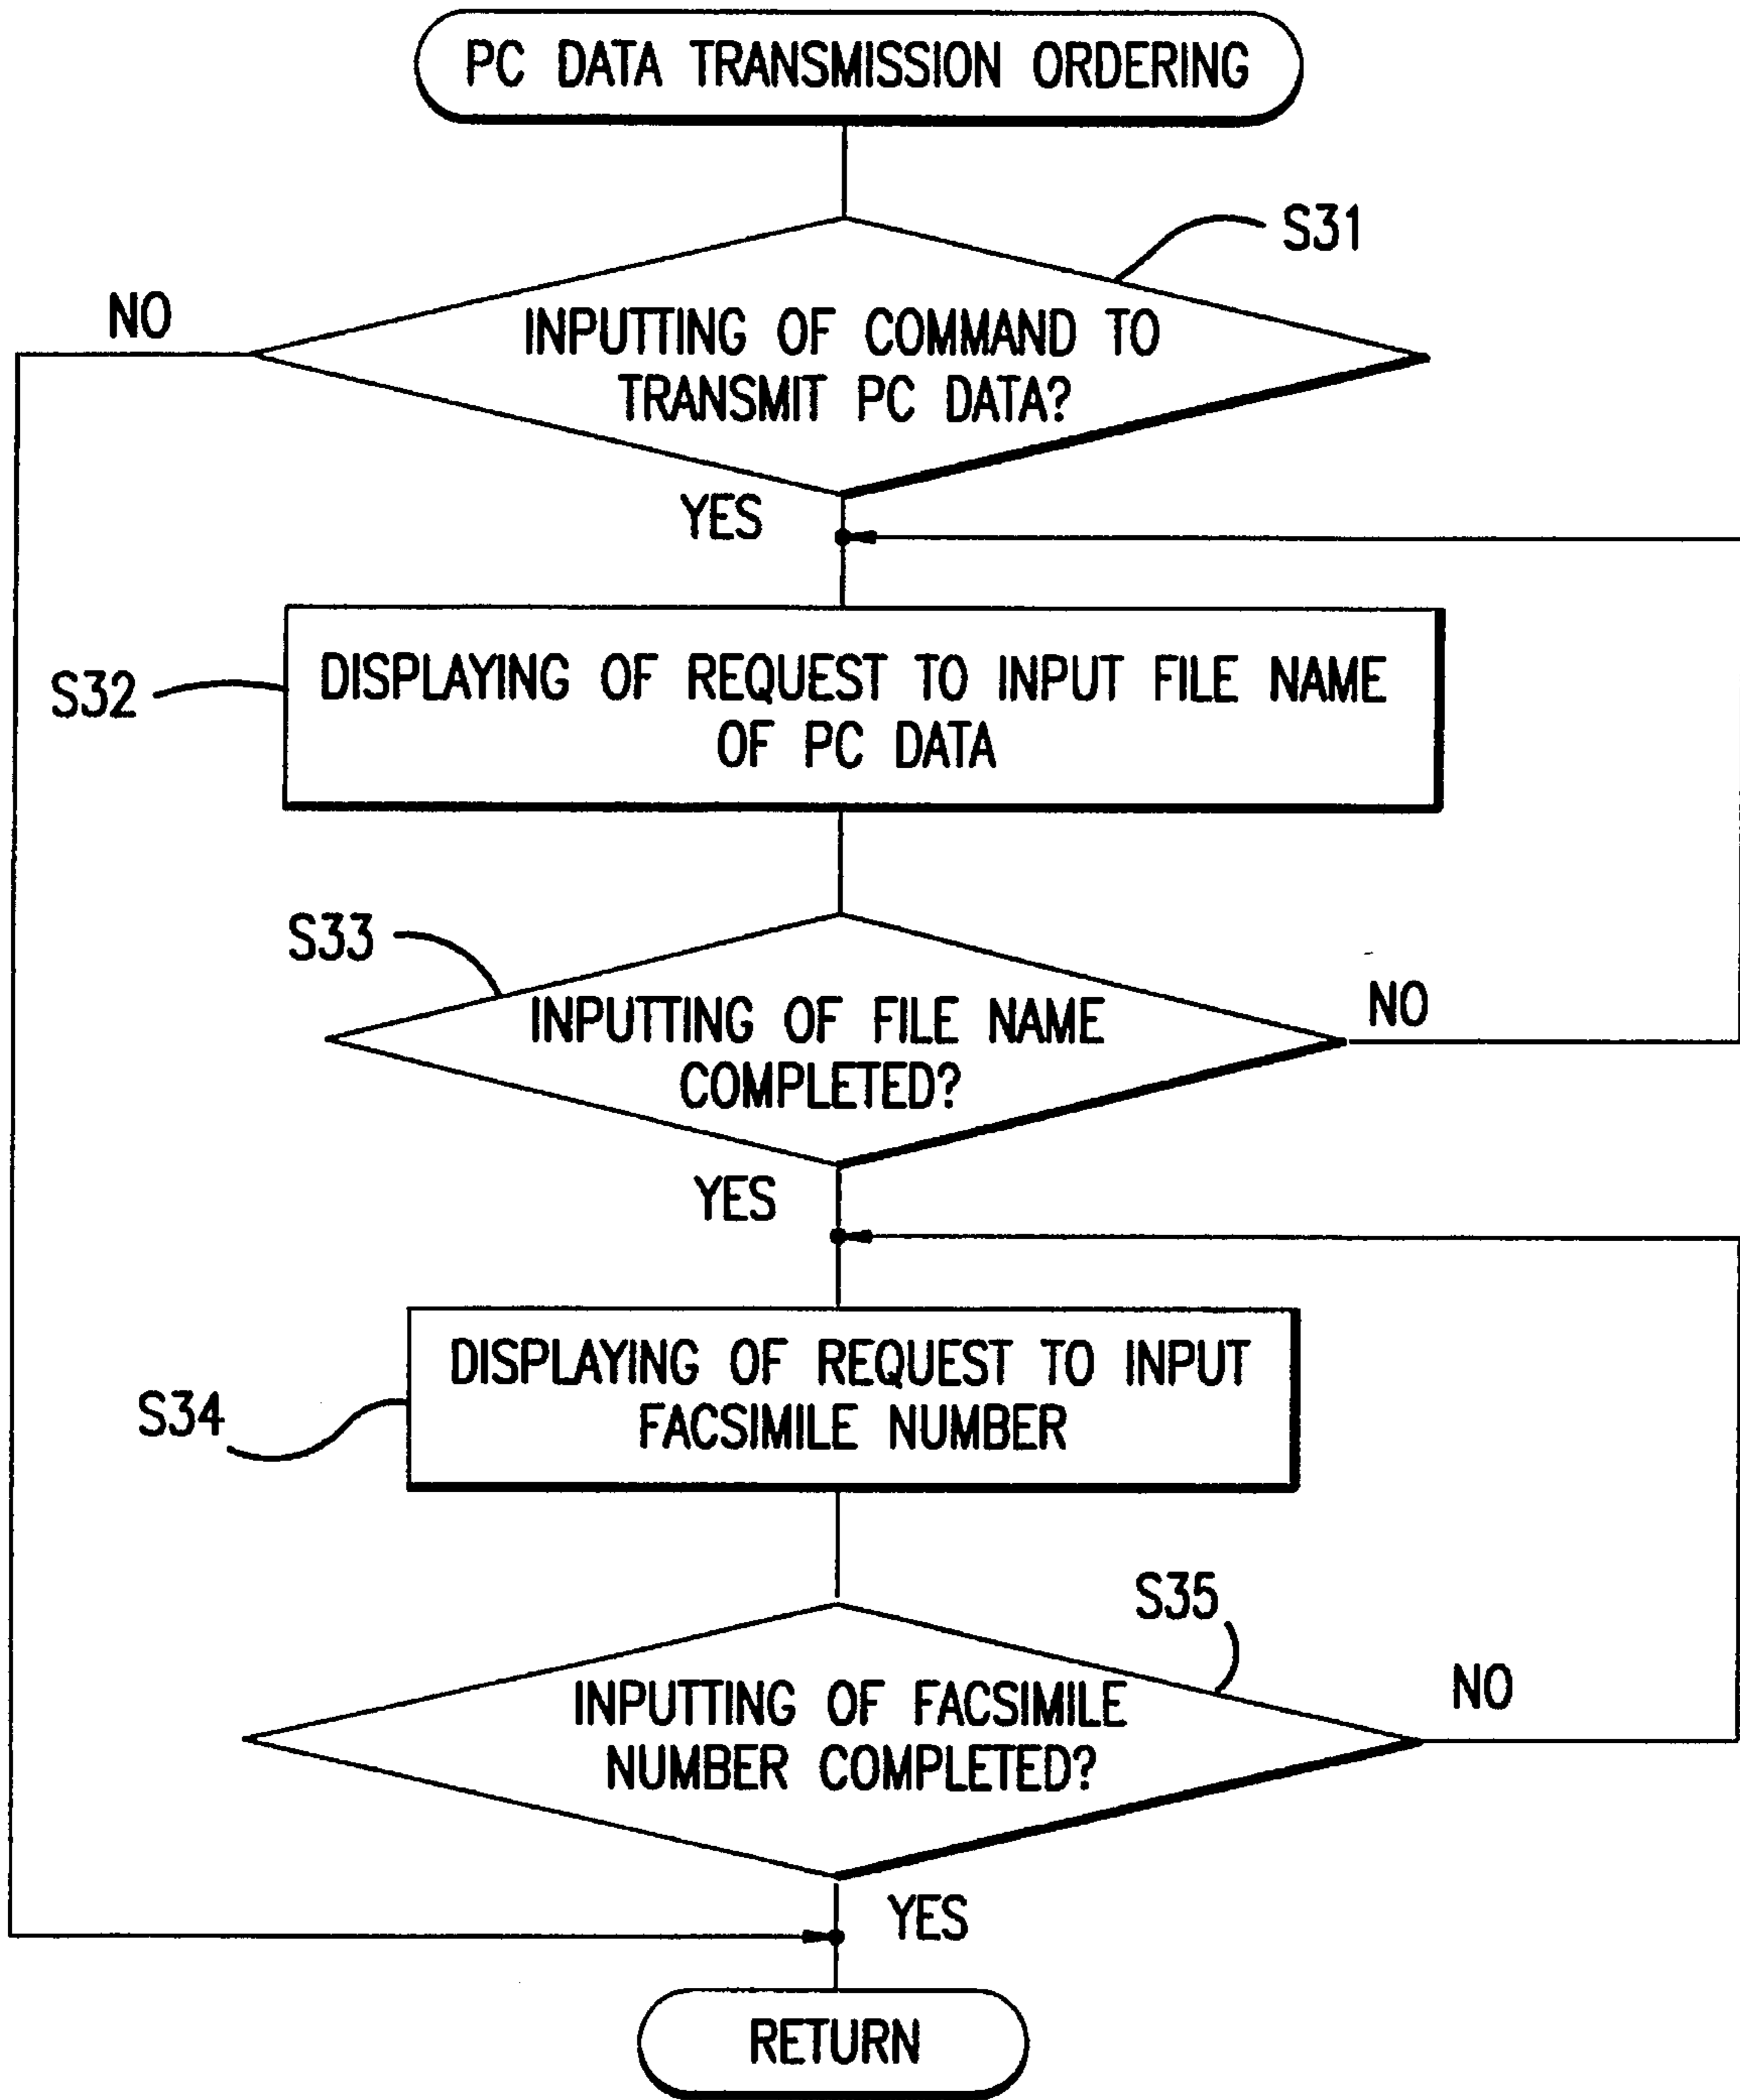 PC DATA TRANSMISSION ORDERING
S31
NO
INPUTTING OF COMMAND TO
TRANSMIT PC DATA?
YES
S32
DISPLAYING OF REQUEST TO INPUT FILE NAME
OF PC DATA
S33
INPUTTING OF FILE NAME
COMPLETED?
NO
YES
DISPLAYING OF REQUEST TO INPUT
FACSIMILE NUMBER
S34
S35
INPUTTING OF FACSIMILE
NUMBER COMPLETED?
NO
YES
RETURN